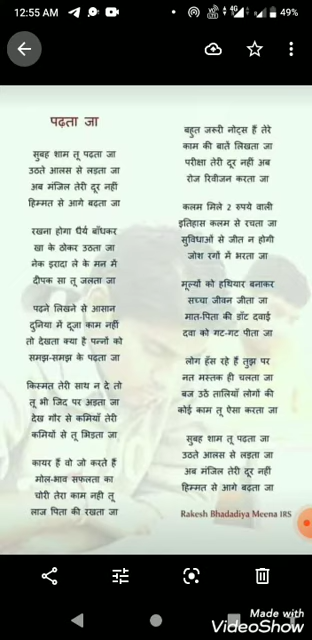 12:55 AM
4G
49%
पढ़ता जा
सुबह शाम तू पढ़ता जा
उठते आलस से लड़ता जा
अब मंजिल तेरी दूर नहीं
हिम्मत से आगे बढ़ता जा
रखना होगा धैर्य बाँधकर
खा के ठोकर उठता जा
नेक इरादा ले के मन में
दीपक सा तू जलता जा
पढ़ने लिखने से आसान
दुनिया में दूजा काम नहीं
तो देखता क्या है पन्नों को
समझ-समझ के पढ़ता जा
किस्मत तेरी साथ न दे तो
तू भी जिद पर अड़ता जा
देख गौर से कमियाँ तेरी
कमियों से तू भिड़ता जा
कायर हैं वो जो करते हैं
मोल-भाव सफलता का
चोरी तेरा काम नही तू
लाज पिता की रखता जा
बहुत जरूरी नोट्स हैं तेरे
काम की बातें लिखता जा
परीक्षा तेरी दूर नहीं अब
रोज रिवीजन करता जा
कलम मिले 2 रुपये वाली
इतिहास कलम से रचता जा
सुविधाओं से जीत न होगी
जोश रगों में भरता जा
मूल्यों को हथियार बनाकर
सच्चा जीवन जीता जा
मात-पिता की डाँट दवाई
दवा को गट-गट पीता जा
लोग हँस रहे हैं तुझ पर
नत मस्तक ही चलता जा
बज उठे तालियाँ लोगों की
कोई काम तू ऐसा करता जा
सुबह शाम तू पढ़ता जा
उठते आलस से लड़ता जा
अब मंजिल तेरी दूर नहीं
हिम्मत से आगे बढ़ता जा
Rakesh Bhadadiya Meena IRS
Made with
VideoShow